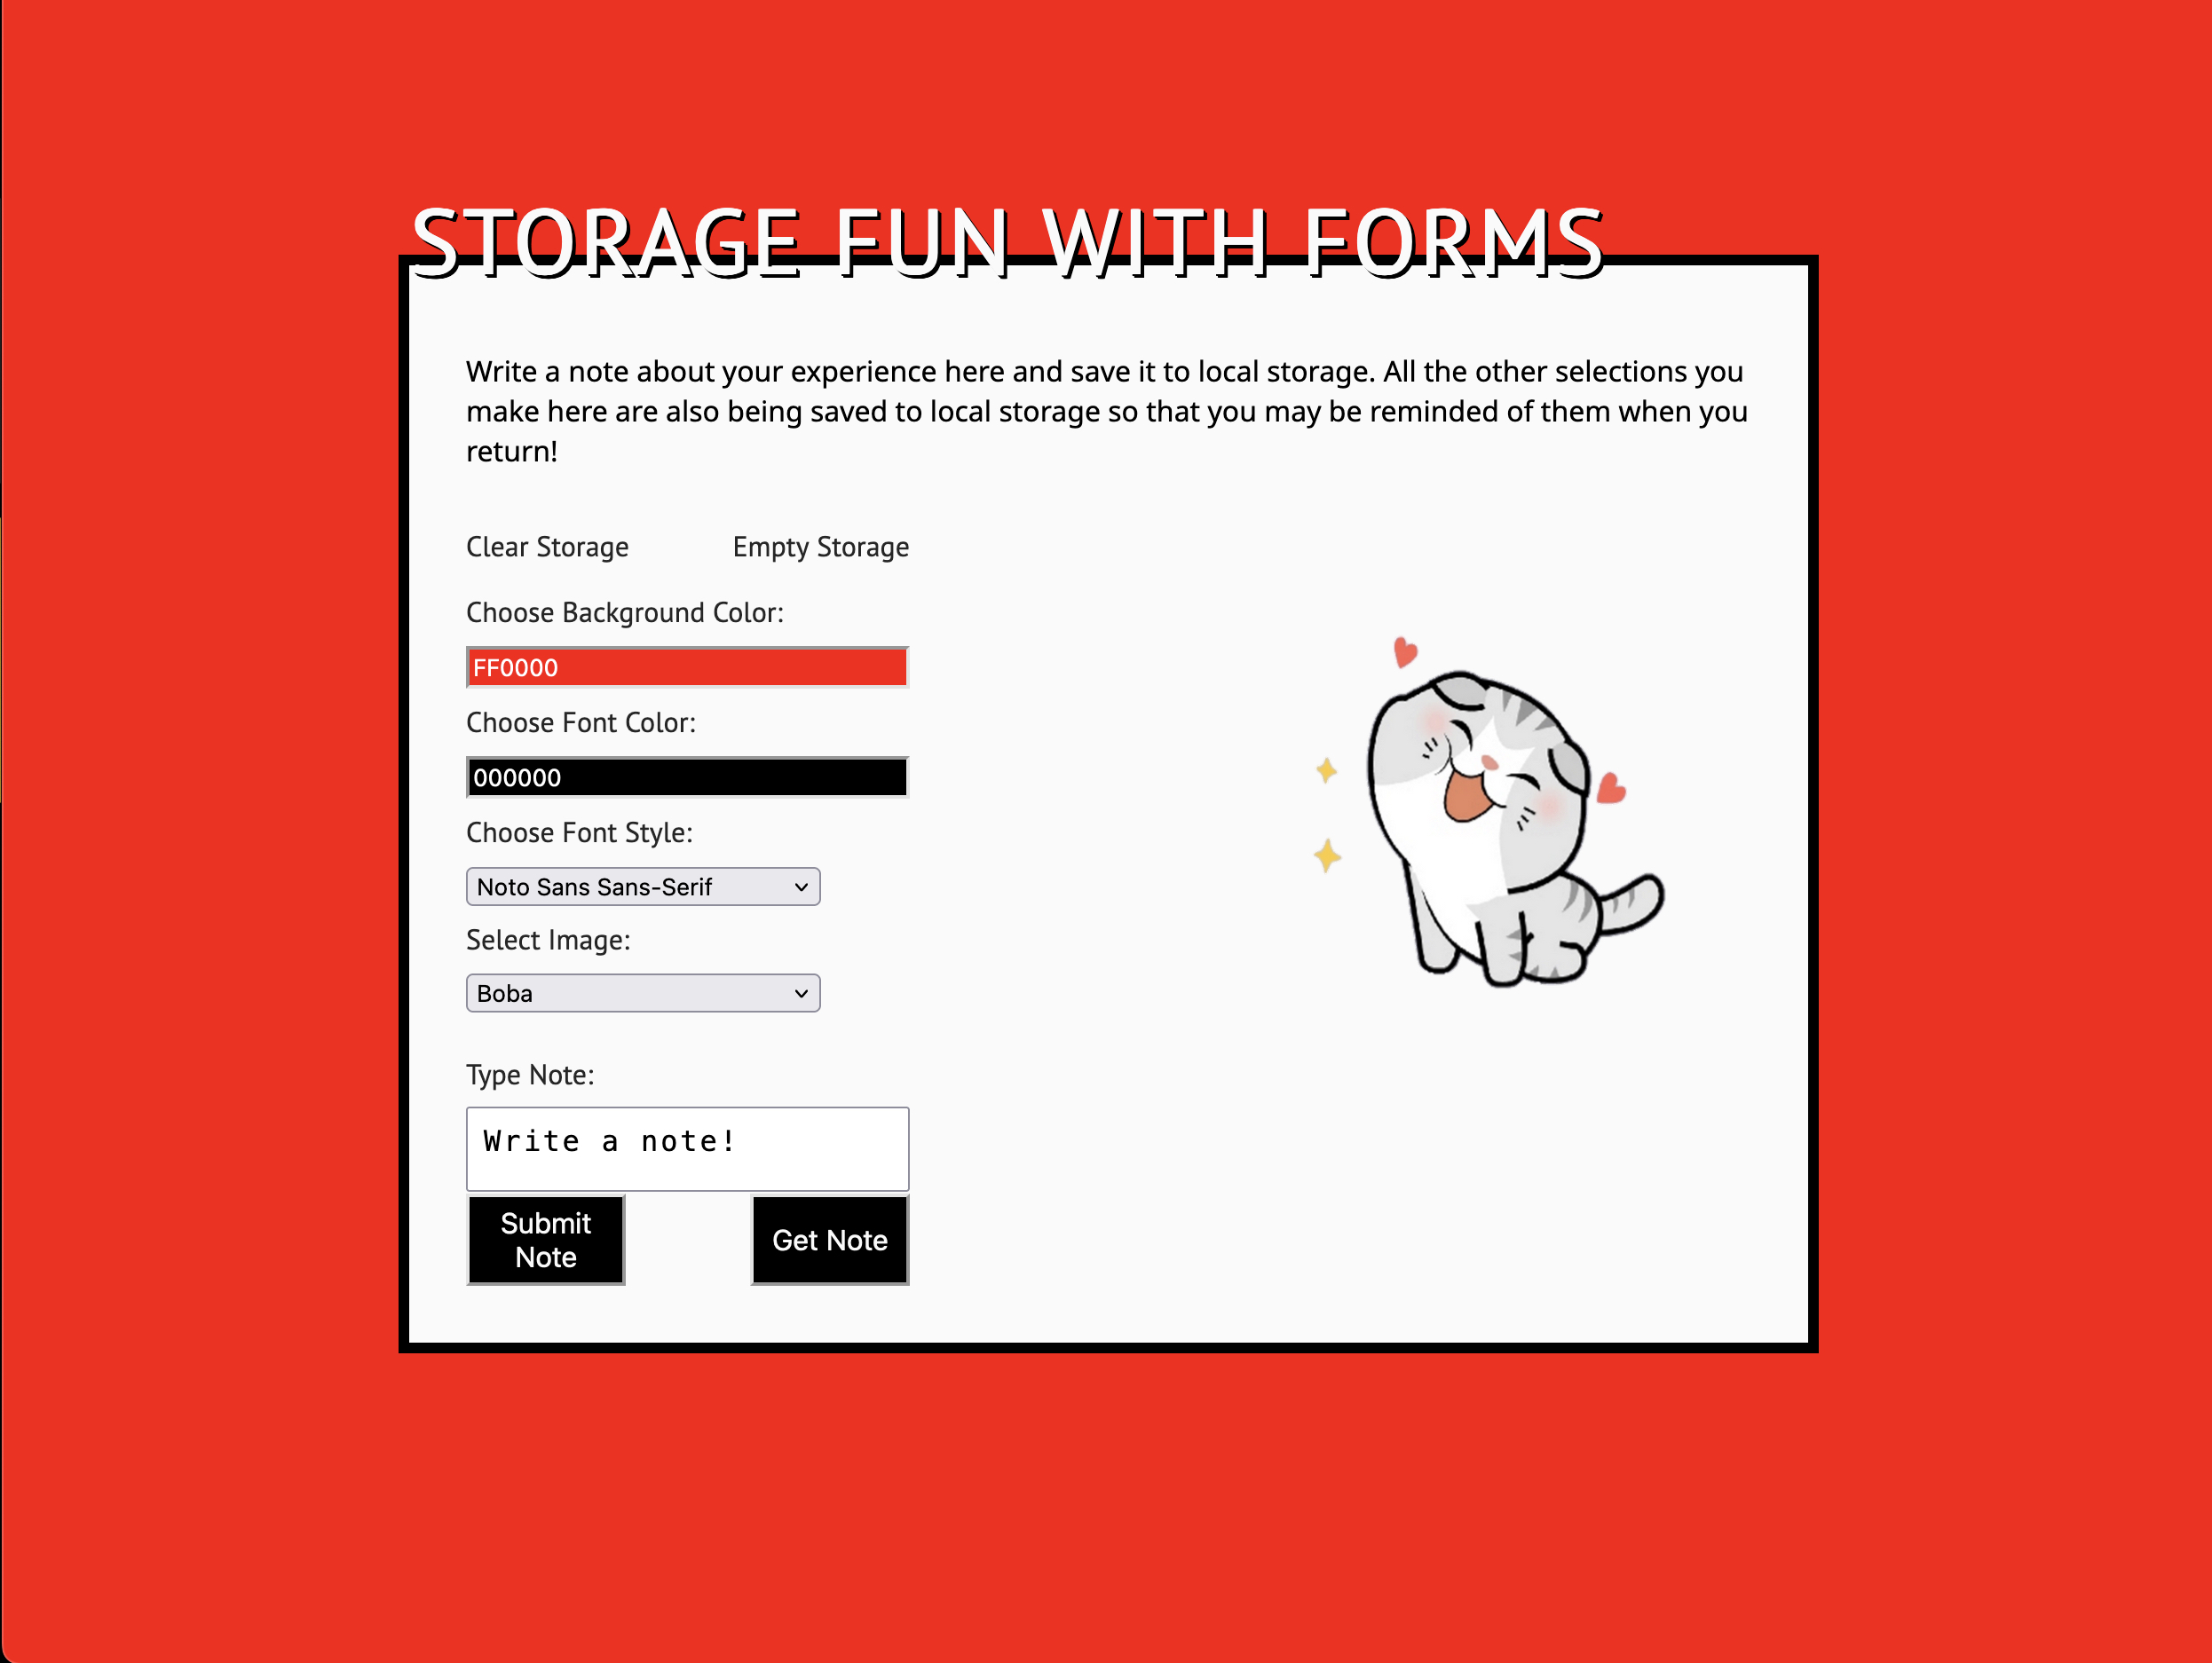 STORAGE FUN WITH FORMS
Write a note about your experience here and save it to local storage. All the other selections you
make here are also being saved to local storage so that you may be reminded of them when you
return!
Clear Storage
Empty Storage
Choose Background Color:
FF0000
Choose Font Color:
000000
Choose Font Style:
Noto Sans Sans-Serif
Select Image:
Boba
Type Note:
Write a note!
Submit
Note
Get Note